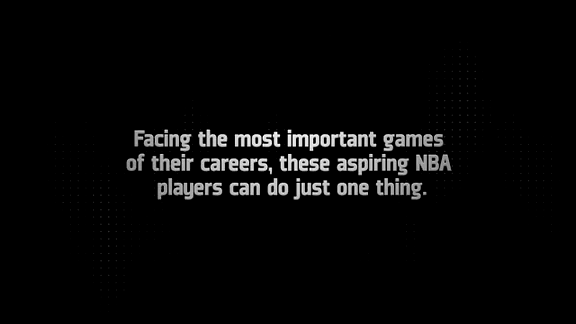 Facing the most important games
of their careers, these aspiring NBA
players can do just one thing.